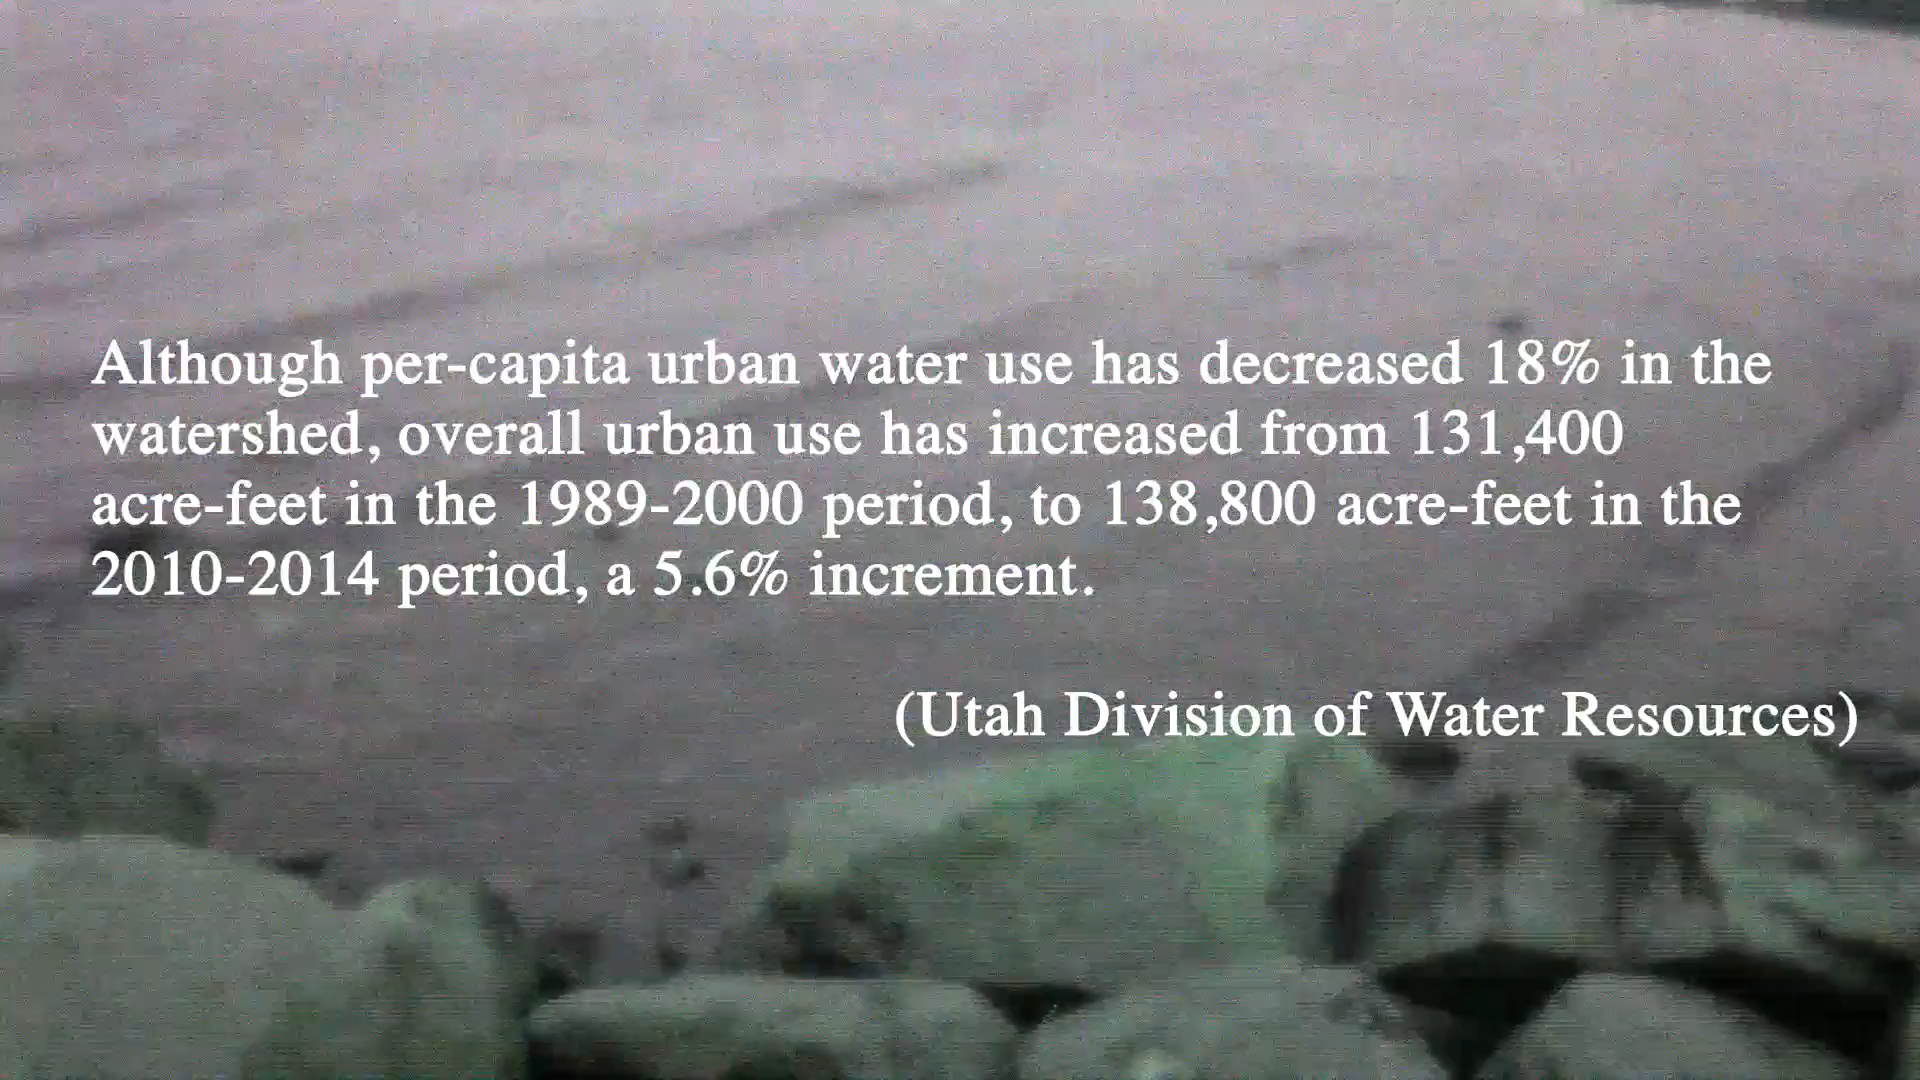 Although per-capita urban water use has decreased 18% in the
watershed, overall urban use has increased from 131,400
acre-feet in the 1989-2000 period, to 138,800 acre-feet in the
2010-2014 period, a 5.6% increment.
(Utah Division of Water Resources)